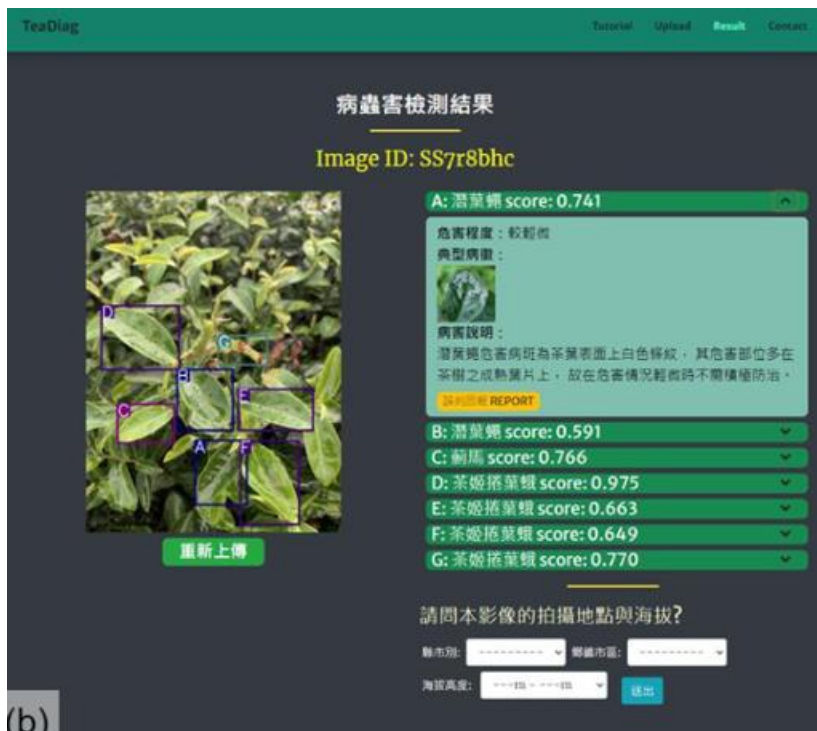 TeaDiag
Tutorial Upload Result Contact
病蟲害檢測結果
Image ID: SS7r8bhc
D
G
B
E
C
A F
重新上傳
A: 潛葉蠅 score: 0.741
危害程度：較輕微
典型病徵：
病害說明：
潛葉蠅危害病斑為茶葉表面上白色條紋， 其危害部位多在
茶樹之成熟葉片上， 故在危害情況輕微時不需積極防治。
誤判回報 REPORT
B: 潛葉蠅 score: 0.591
C: 薊馬 score: 0.766
D: 茶姬捲葉蛾 score: 0.975
E: 茶姬捲葉蛾 score: 0.663
F: 茶姬捲葉蛾 score: 0.649
G: 茶姬捲葉蛾 score: 0.770
請問本影像的拍攝地點與海拔?
縣市別: --------- 鄉鎮市區: ---------
海拔高度: ---m - ---m 送出
(b)